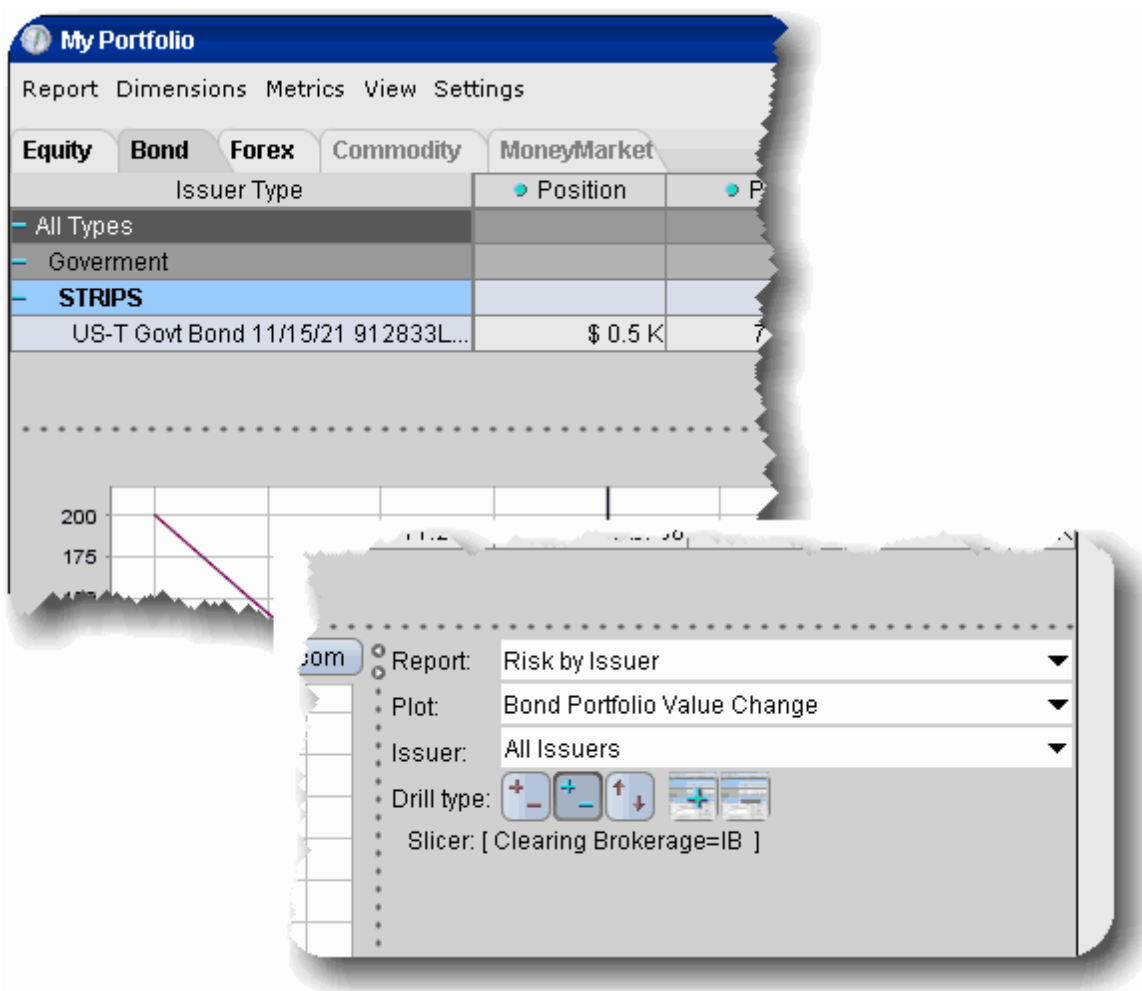 My Portfolio
Report Dimensions Metrics View Settings
Equity Bond Forex Commodity MoneyMarket
Issuer Type Position P
All Types
Goverment
STRIPS
US-T Govt Bond 11/15/21 912833L... $ 0.5 K 7
200
175
com Report: Risk by Issuer
Plot: Bond Portfolio Value Change
Issuer: All Issuers
Drill type:
Slicer: [ Clearing Brokerage=IB ]